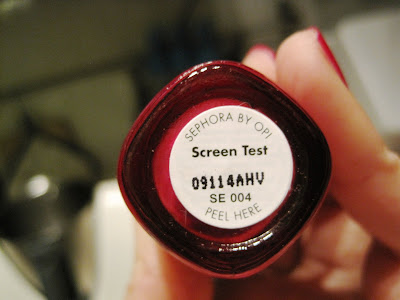 SEPHORA BY OPI
Screen Test
09114AHV
SE 004
PEEL HERE